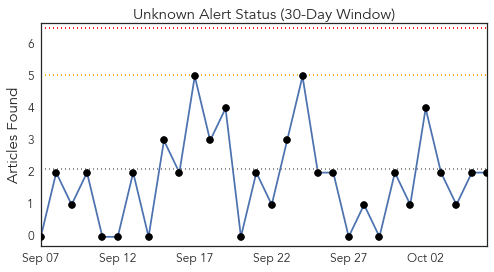 Unknown Alert Status (30-Day Window)
Articles Found
6
5
4
3
2
1
0
Sep 07 Sep 12 Sep 17 Sep 22 Sep 27 Oct 02